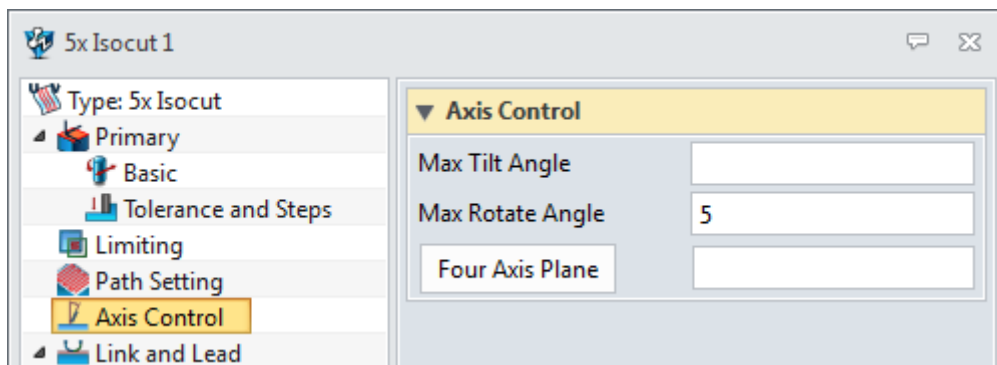 5x Isocut 1
Type: 5x Isocut
Primary
Basic
Tolerance and Steps
Limiting
Path Setting
Axis Control
Link and Lead
Axis Control
Max Tilt Angle
Max Rotate Angle 5
Four Axis Plane